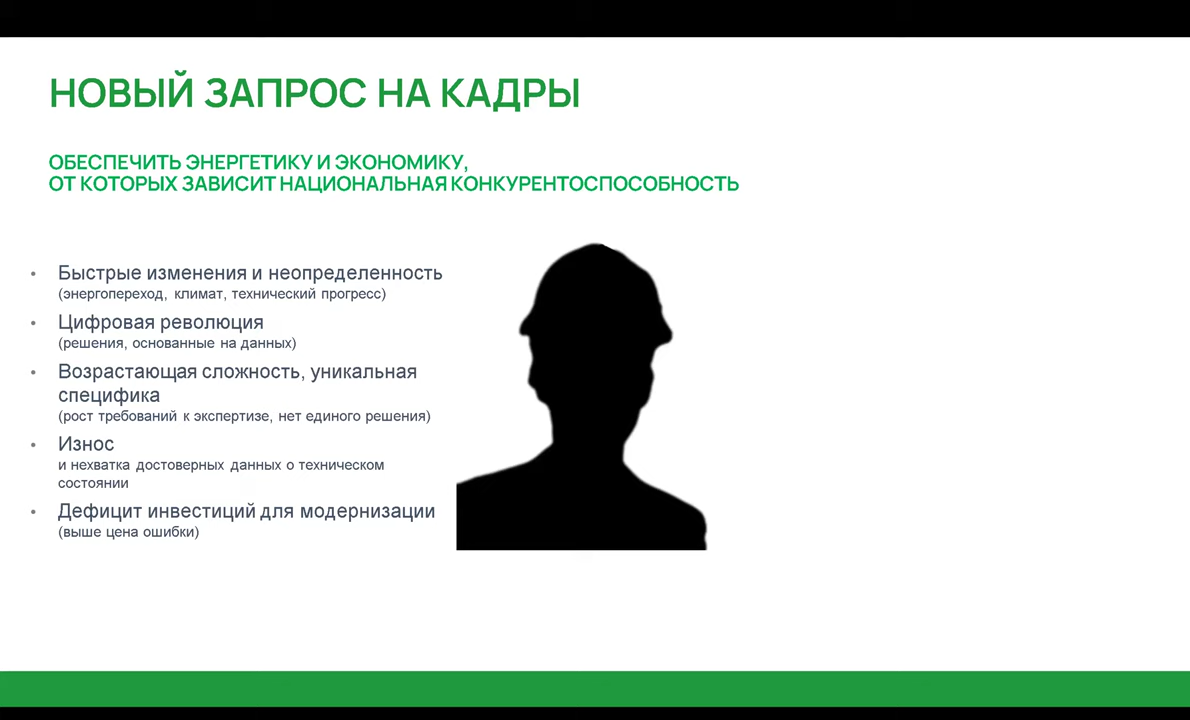 НОВЫЙ ЗАПРОС НА КАДРЫ
ОБЕСПЕЧИТЬ ЭНЕРГЕТИКУ И ЭКОНОМИКУ,
ОТ КОТОРЫХ ЗАВИСИТ НАЦИОНАЛЬНАЯ КОНКУРЕНТОСПОСОБНОСТЬ
• Быстрые изменения и неопределенность
(энергопереход, климат, технический прогресс)
• Цифровая революция
(решения, основанные на данных)
• Возрастающая сложность, уникальная
специфика
(рост требований к экспертизе, нет единого решения)
• Износ
и нехватка достоверных данных о техническом
состоянии
• Дефицит инвестиций для модернизации
(выше цена ошибки)